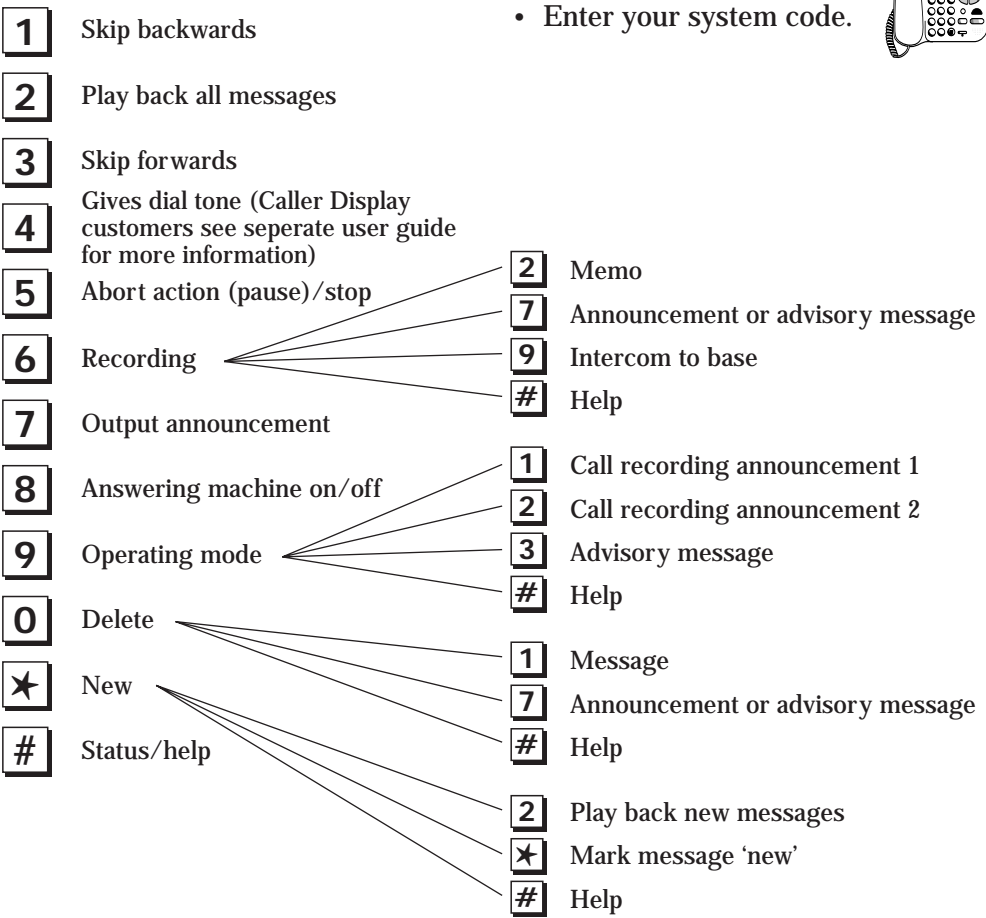 • Enter your system code.
1 Skip backwards
2 Play back all messages
3 Skip forwards
4 Gives dial tone (Caller Display
customers see seperate user guide
for more information)
5 Abort action (pause)/stop
6 Recording
2 Memo
7 Announcement or advisory message
9 Intercom to base
# Help
7 Output announcement
8 Answering machine on/off
9 Operating mode
1 Call recording announcement 1
2 Call recording announcement 2
3 Advisory message
# Help
0 Delete
1 Message
7 Announcement or advisory message
# Help
* New
2 Play back new messages
* Mark message ‘new’
# Help
# Status/help